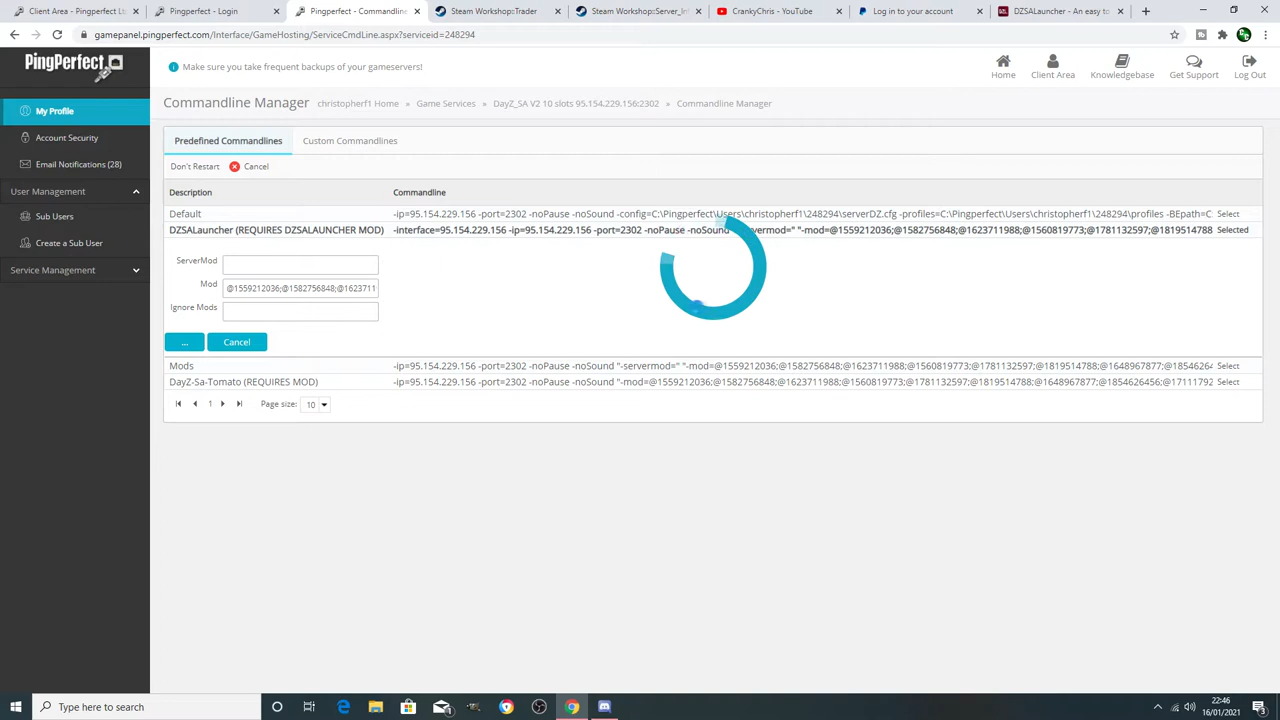 PingPerfect - Game Panel Lt
PingPerfect - Rental
PingPerfect - Commandline
Steam Workshop::Trader
Steam Workshop::Server_In
CrankyChris - YouTube
Log in to your account
DZSALauncher - An easy to
gamepanel.pingperfect.com/Interface/GameHosting/ServiceCmdLine.aspx?serviceid=248294
PingPerfect
Make sure you take frequent backups of your gameservers!
Home Client Area Knowledgebase Get Support Log Out
My Profile
Account Security
Email Notifications (28)
User Management
Sub Users
Create a Sub User
Service Management
Commandline Manager christopherf1 Home » Game Services » DayZ_SA V2 10 slots 95.154.229.156:2302 » Commandline Manager
Predefined Commandlines Custom Commandlines
Don't Restart Cancel
Description Commandline
Default -ip=95.154.229.156 -port=2302 -noPause -noSound -config=C:\Pingperfect\Users\christopherf1\248294\serverDZ.cfg -profiles=C:\Pingperfect\Users\christopherf1\248294\profiles -BEpath=C: Select
DZSALauncher (REQUIRES DZSALAUNCHER MOD) -interface=95.154.229.156 -ip=95.154.229.156 -port=2302 -noPause -noSound "-servermod=" "-mod=@1559212036;@1582756848;@1623711988;@1560819773;@1781132597;@1819514788 Selected
ServerMod
Mod @1559212036;@1582756848;@16237119
Ignore Mods
... Cancel
Mods -ip=95.154.229.156 -port=2302 -noPause -noSound "-servermod=" "-mod=@1559212036;@1582756848;@1623711988;@1560819773;@1781132597;@1819514788;@1648967877;@18546264 Select
DayZ-Sa-Tomato (REQUIRES MOD) -ip=95.154.229.156 -port=2302 -noPause -noSound "-mod=@1559212036;@1582756848;@1623711988;@1560819773;@1781132597;@1819514788;@1648967877;@1854626456;@17111792 Select
1 Page size: 10
Type here to search
22:46
16/01/2021